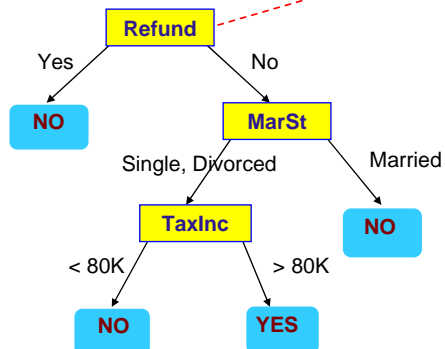 Refund
Yes
No
NO
MarSt
Single, Divorced
Married
TaxInc
NO
< 80K
> 80K
NO
YES